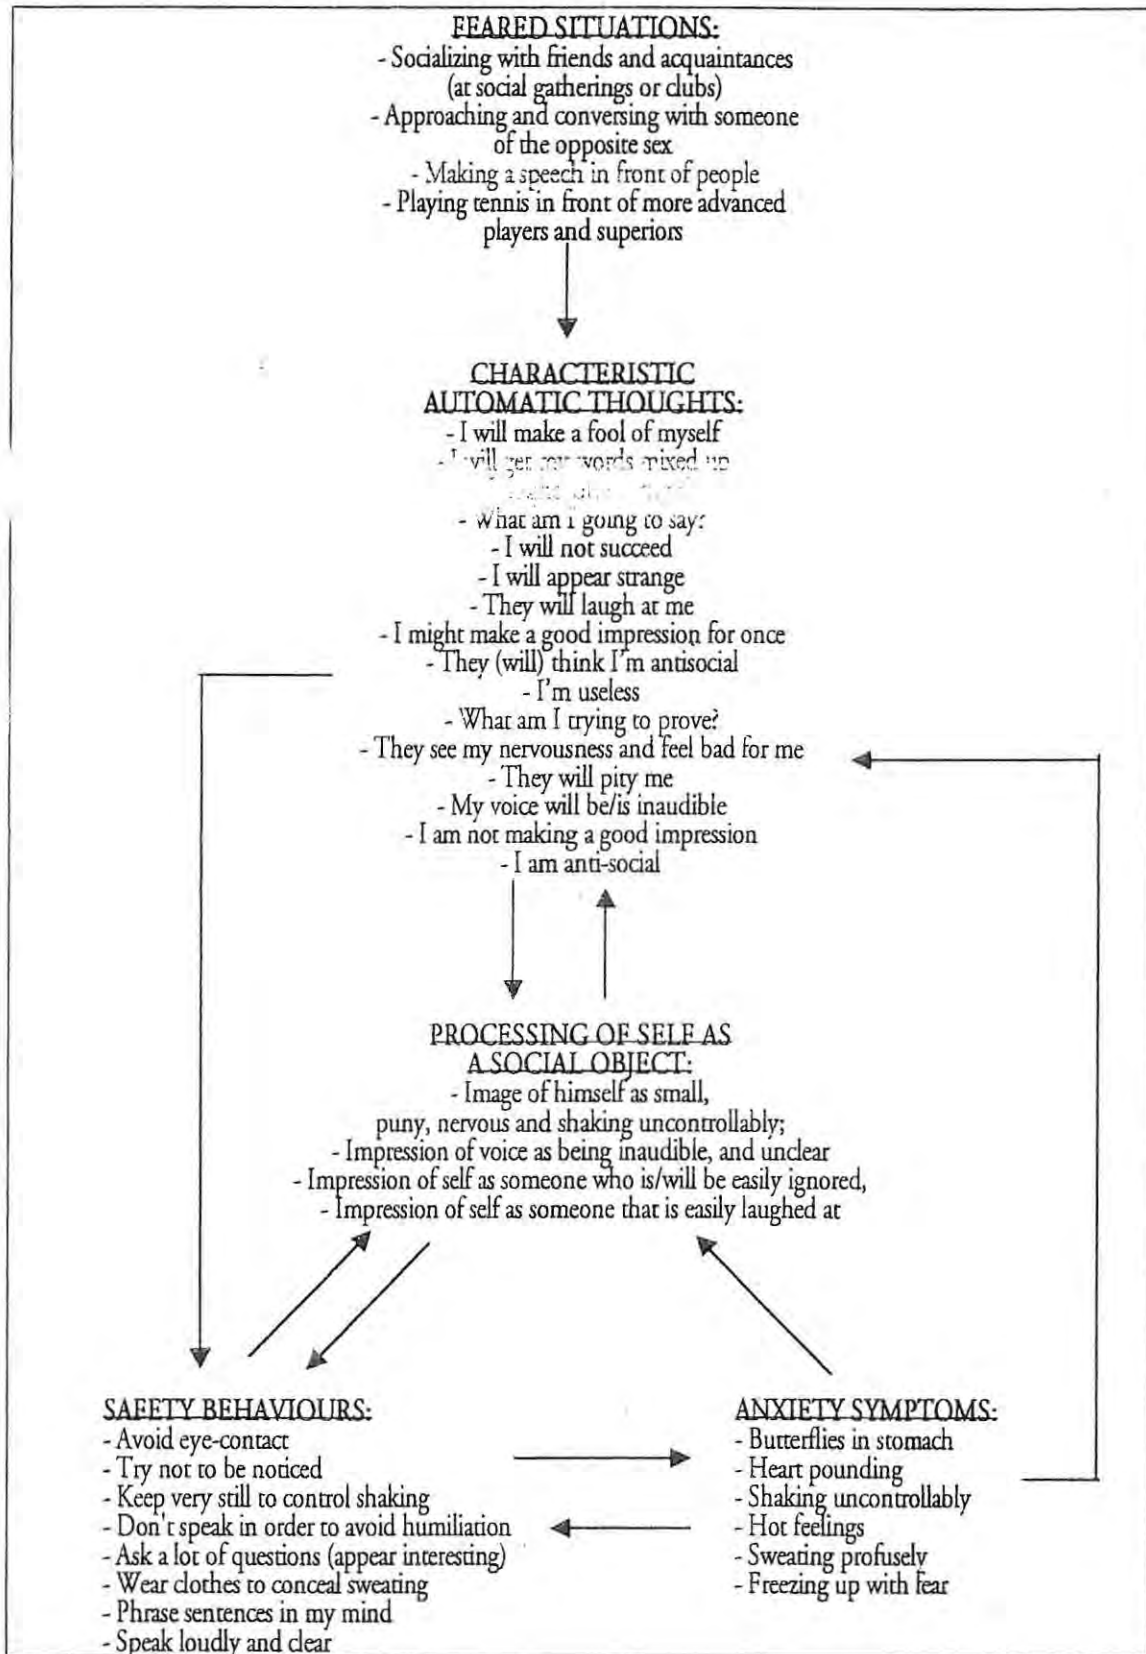 FEARED SITUATIONS:
- Socializing with friends and acquaintances
(at social gatherings or clubs)
- Approaching and conversing with someone
of the opposite sex
- Making a speech in front of people
- Playing tennis in front of more advanced
players and superiors
CHARACTERISTIC
AUTOMATIC THOUGHTS:
- I will make a fool of myself
- I will get my words mixed up
- What am I going to say?
- I will not succeed
- I will appear strange
- They will laugh at me
- I might make a good impression for once
- They (will) think I'm antisocial
- I'm useless
- What am I trying to prove?
- They see my nervousness and feel bad for me
- They will pity me
- My voice will be/is inaudible
- I am not making a good impression
- I am anti-social
PROCESSING OF SELF AS
A SOCIAL OBJECT:
- Image of himself as small,
puny, nervous and shaking uncontrollably;
- Impression of voice as being inaudible, and unclear
- Impression of self as someone who is/will be easily ignored,
- Impression of self as someone that is easily laughed at
SAFETY BEHAVIOURS:
- Avoid eye-contact
- Try not to be noticed
- Keep very still to control shaking
- Don't speak in order to avoid humiliation
- Ask a lot of questions (appear interesting)
- Wear clothes to conceal sweating
- Phrase sentences in my mind
- Speak loudly and clear
ANXIETY SYMPTOMS:
- Butterflies in stomach
- Heart pounding
- Shaking uncontrollably
- Hot feelings
- Sweating profusely
- Freezing up with fear